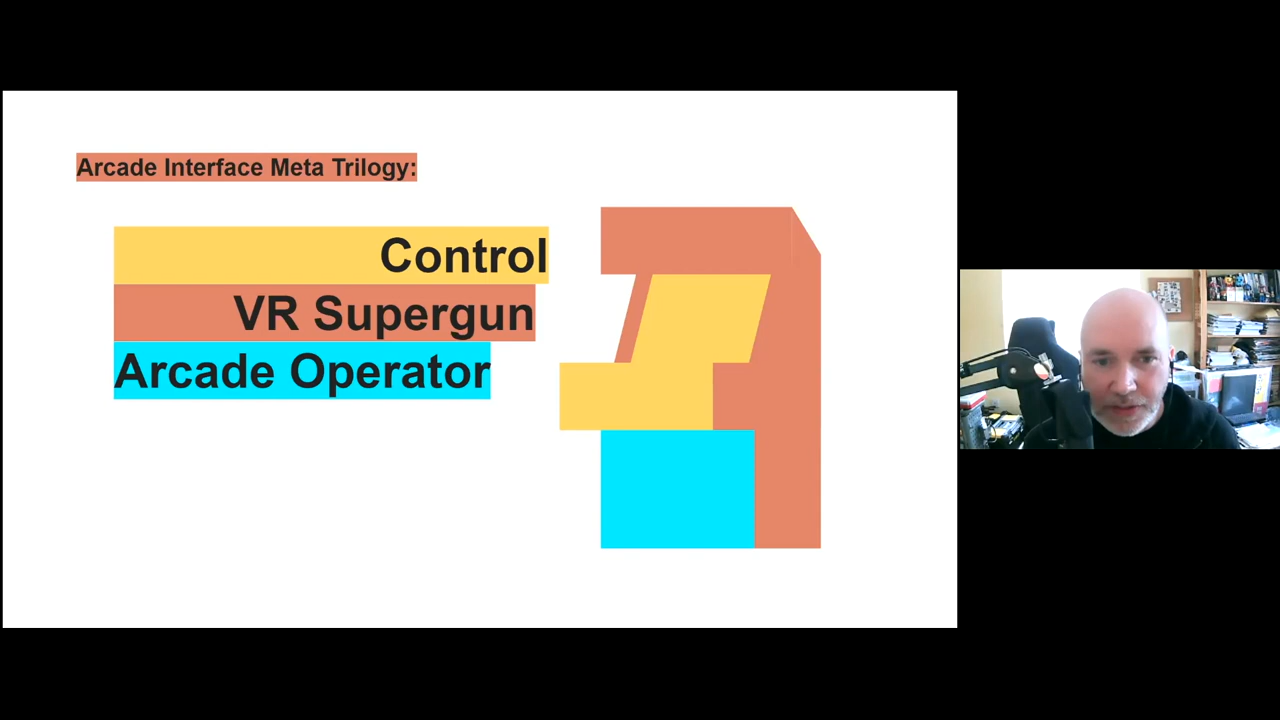 Arcade Interface Meta Trilogy:
Control
VR Supergun
Arcade Operator